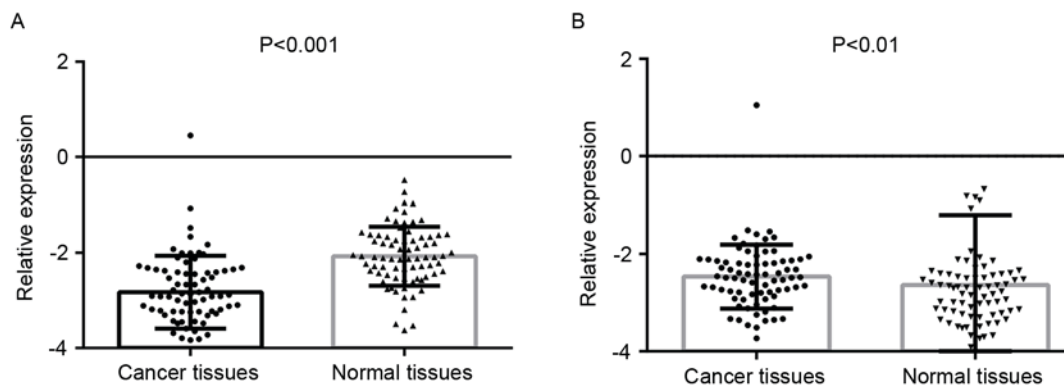 A
P<0.001
Relative expression
2
0
-2
-4
Cancer tissues
Normal tissues
B
P<0.01
Relative expression
2
0
-2
-4
Cancer tissues
Normal tissues